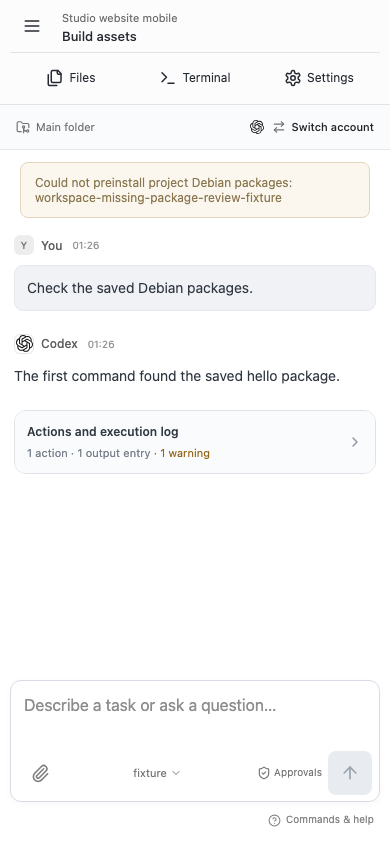 Studio website mobile
Build assets
Files
Terminal
Settings
Main folder
Switch account
Could not preinstall project Debian packages:
workspace-missing-package-review-fixture
Y You 01:26
Check the saved Debian packages.
Codex 01:26
The first command found the saved hello package.
Actions and execution log
1 action · 1 output entry · 1 warning
Describe a task or ask a question...
fixture
Approvals
Commands & help